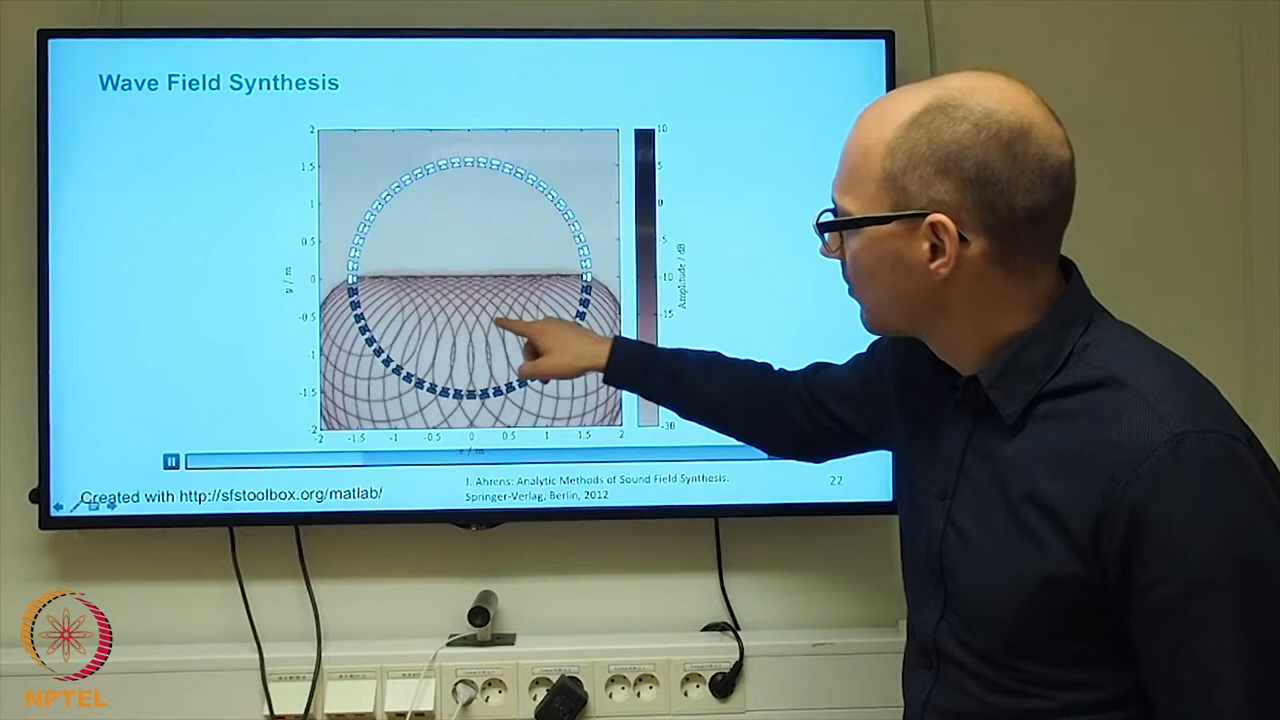 Wave Field Synthesis
2
1.5
1
0.5
0
-0.5
-1
-1.5
-2
y / m
-2 -1.5 -1 -0.5 0 0.5 1 1.5 2
10
5
0
-5
-10
-15
-30
Amplitude / dB
Created with http://sfstoolbox.org/matlab/
J. Ahrens: Analytic Methods of Sound Field Synthesis.
Springer-Verlag, Berlin, 2012
22
NPTEL